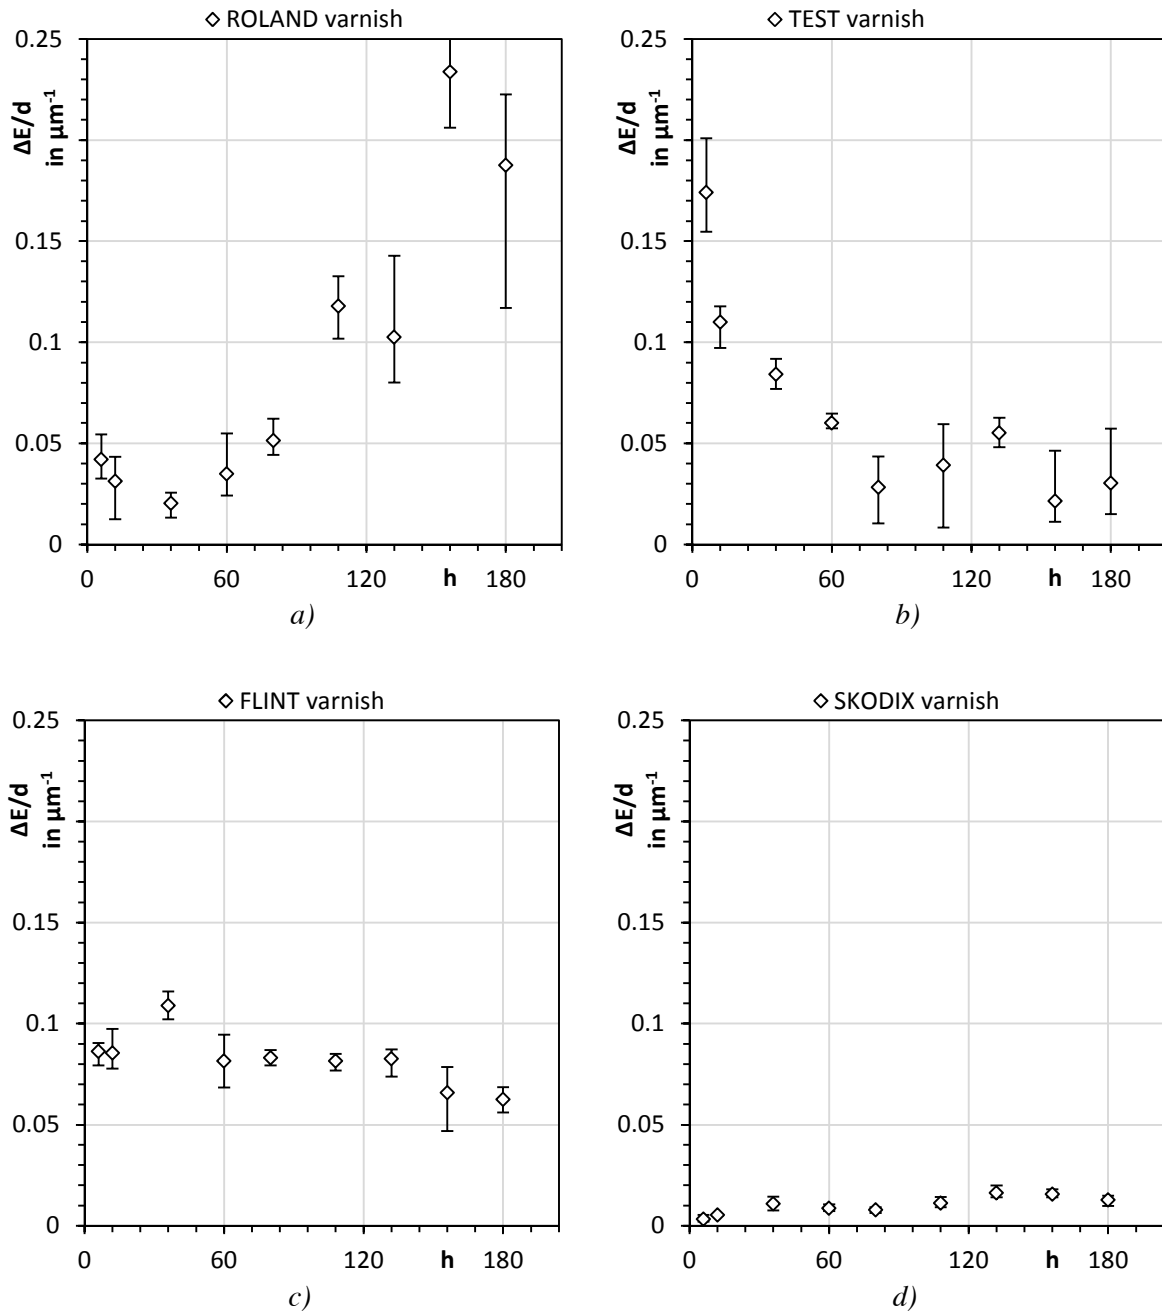 ROLAND varnish
0.25
ΔE/d
in μm⁻¹
0.15
0.1
0.05
0
0 60 120 h 180
a)
TEST varnish
0.25
ΔE/d
in μm⁻¹
0.15
0.1
0.05
0
0 60 120 h 180
b)
FLINT varnish
0.25
ΔE/d
in μm⁻¹
0.15
0.1
0.05
0
0 60 120 h 180
c)
SKODIX varnish
0.25
ΔE/d
in μm⁻¹
0.15
0.1
0.05
0
0 60 120 h 180
d)